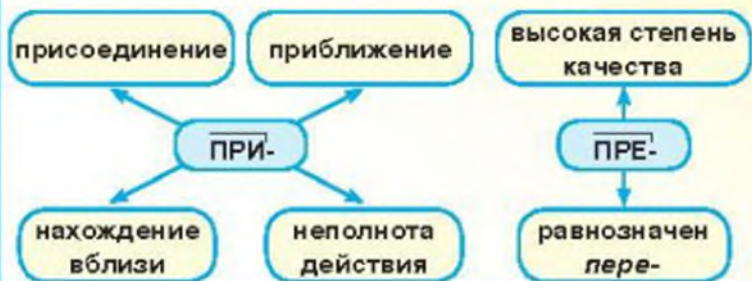 присоединение
приближение
высокая степень
качества
ПРИ-
ПРЕ-
нахождение
вблизи
неполнота
действия
равнозначен
пере-